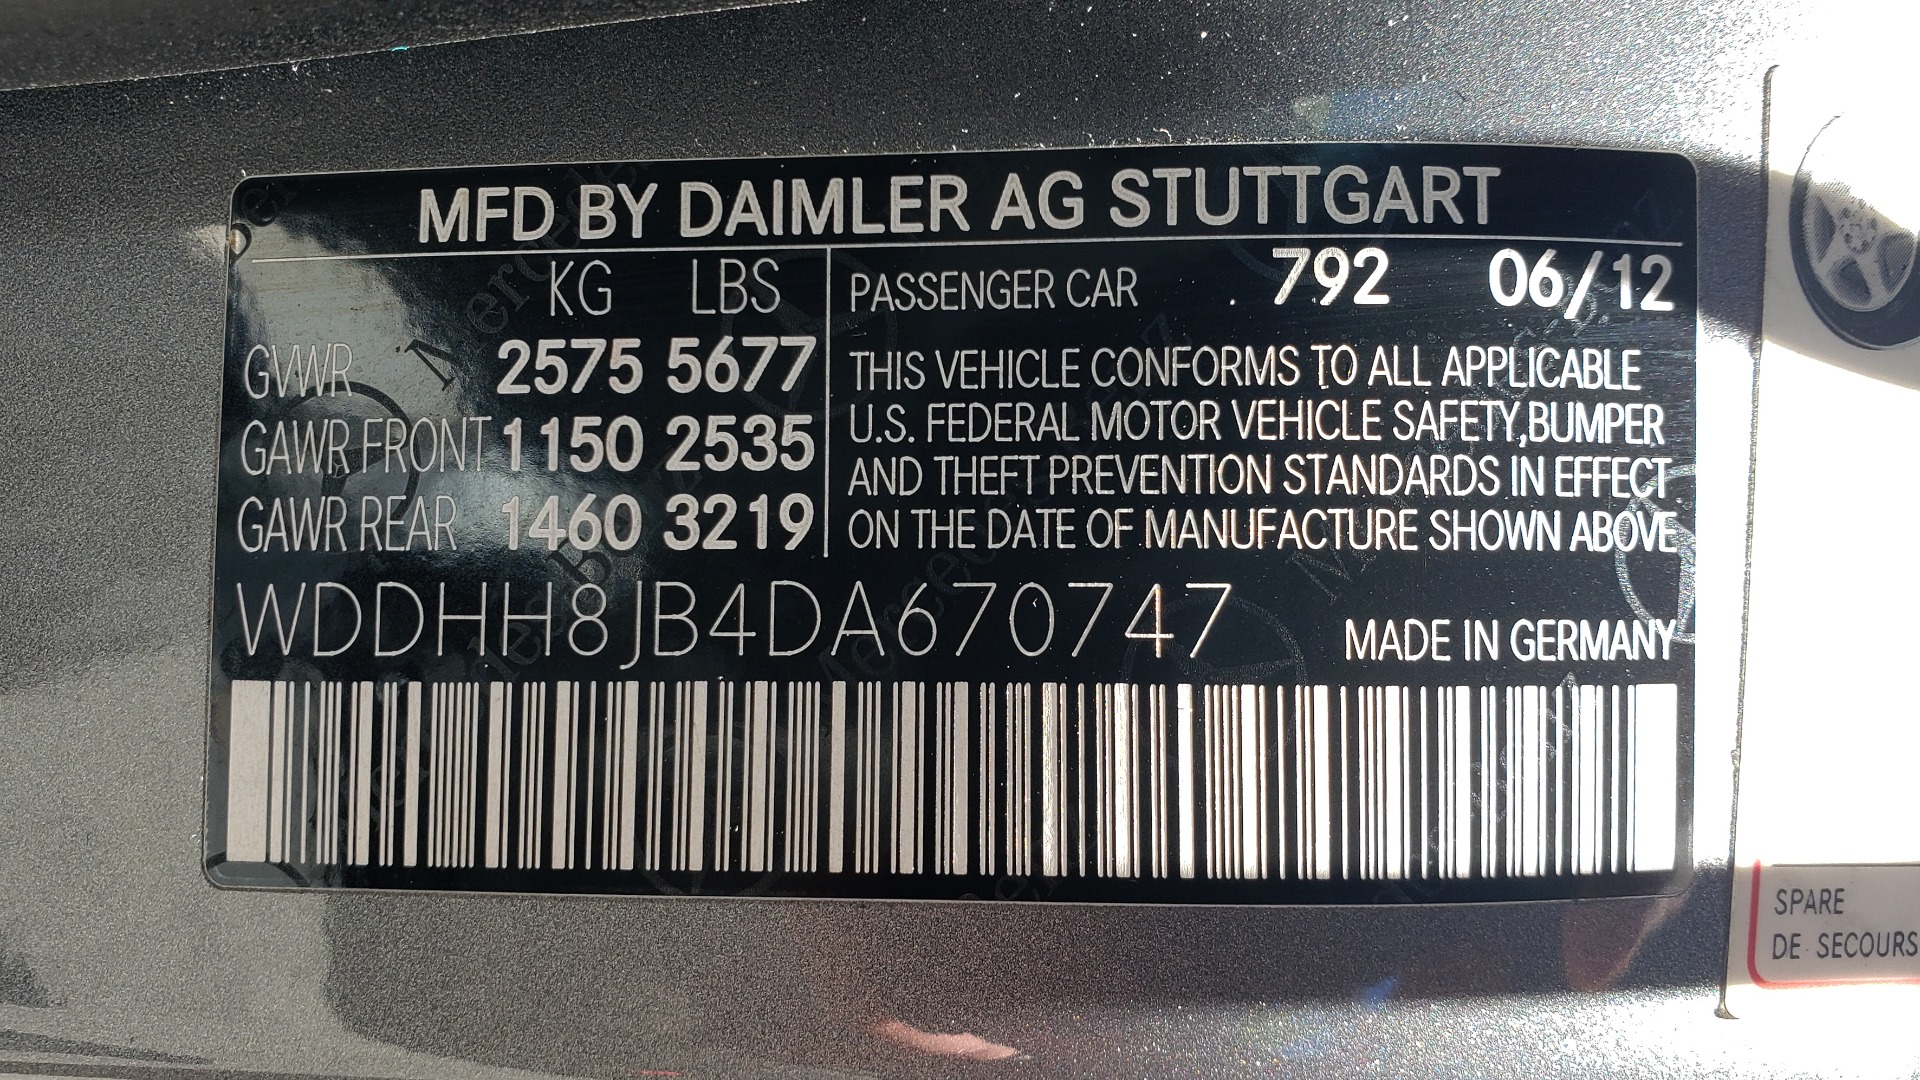 MFD BY DAIMLER AG STUTTGART
KG LBS
GVWR 2575 5677
GAWR FRONT 1150 2535
GAWR REAR 1460 3219
PASSENGER CAR 792 06/12
THIS VEHICLE CONFORMS TO ALL APPLICABLE
U.S. FEDERAL MOTOR VEHICLE SAFETY,BUMPER
AND THEFT PREVENTION STANDARDS IN EFFECT
ON THE DATE OF MANUFACTURE SHOWN ABOVE
WDDHH8JB4DA670747
MADE IN GERMANY
SPARE
DE SECOURS